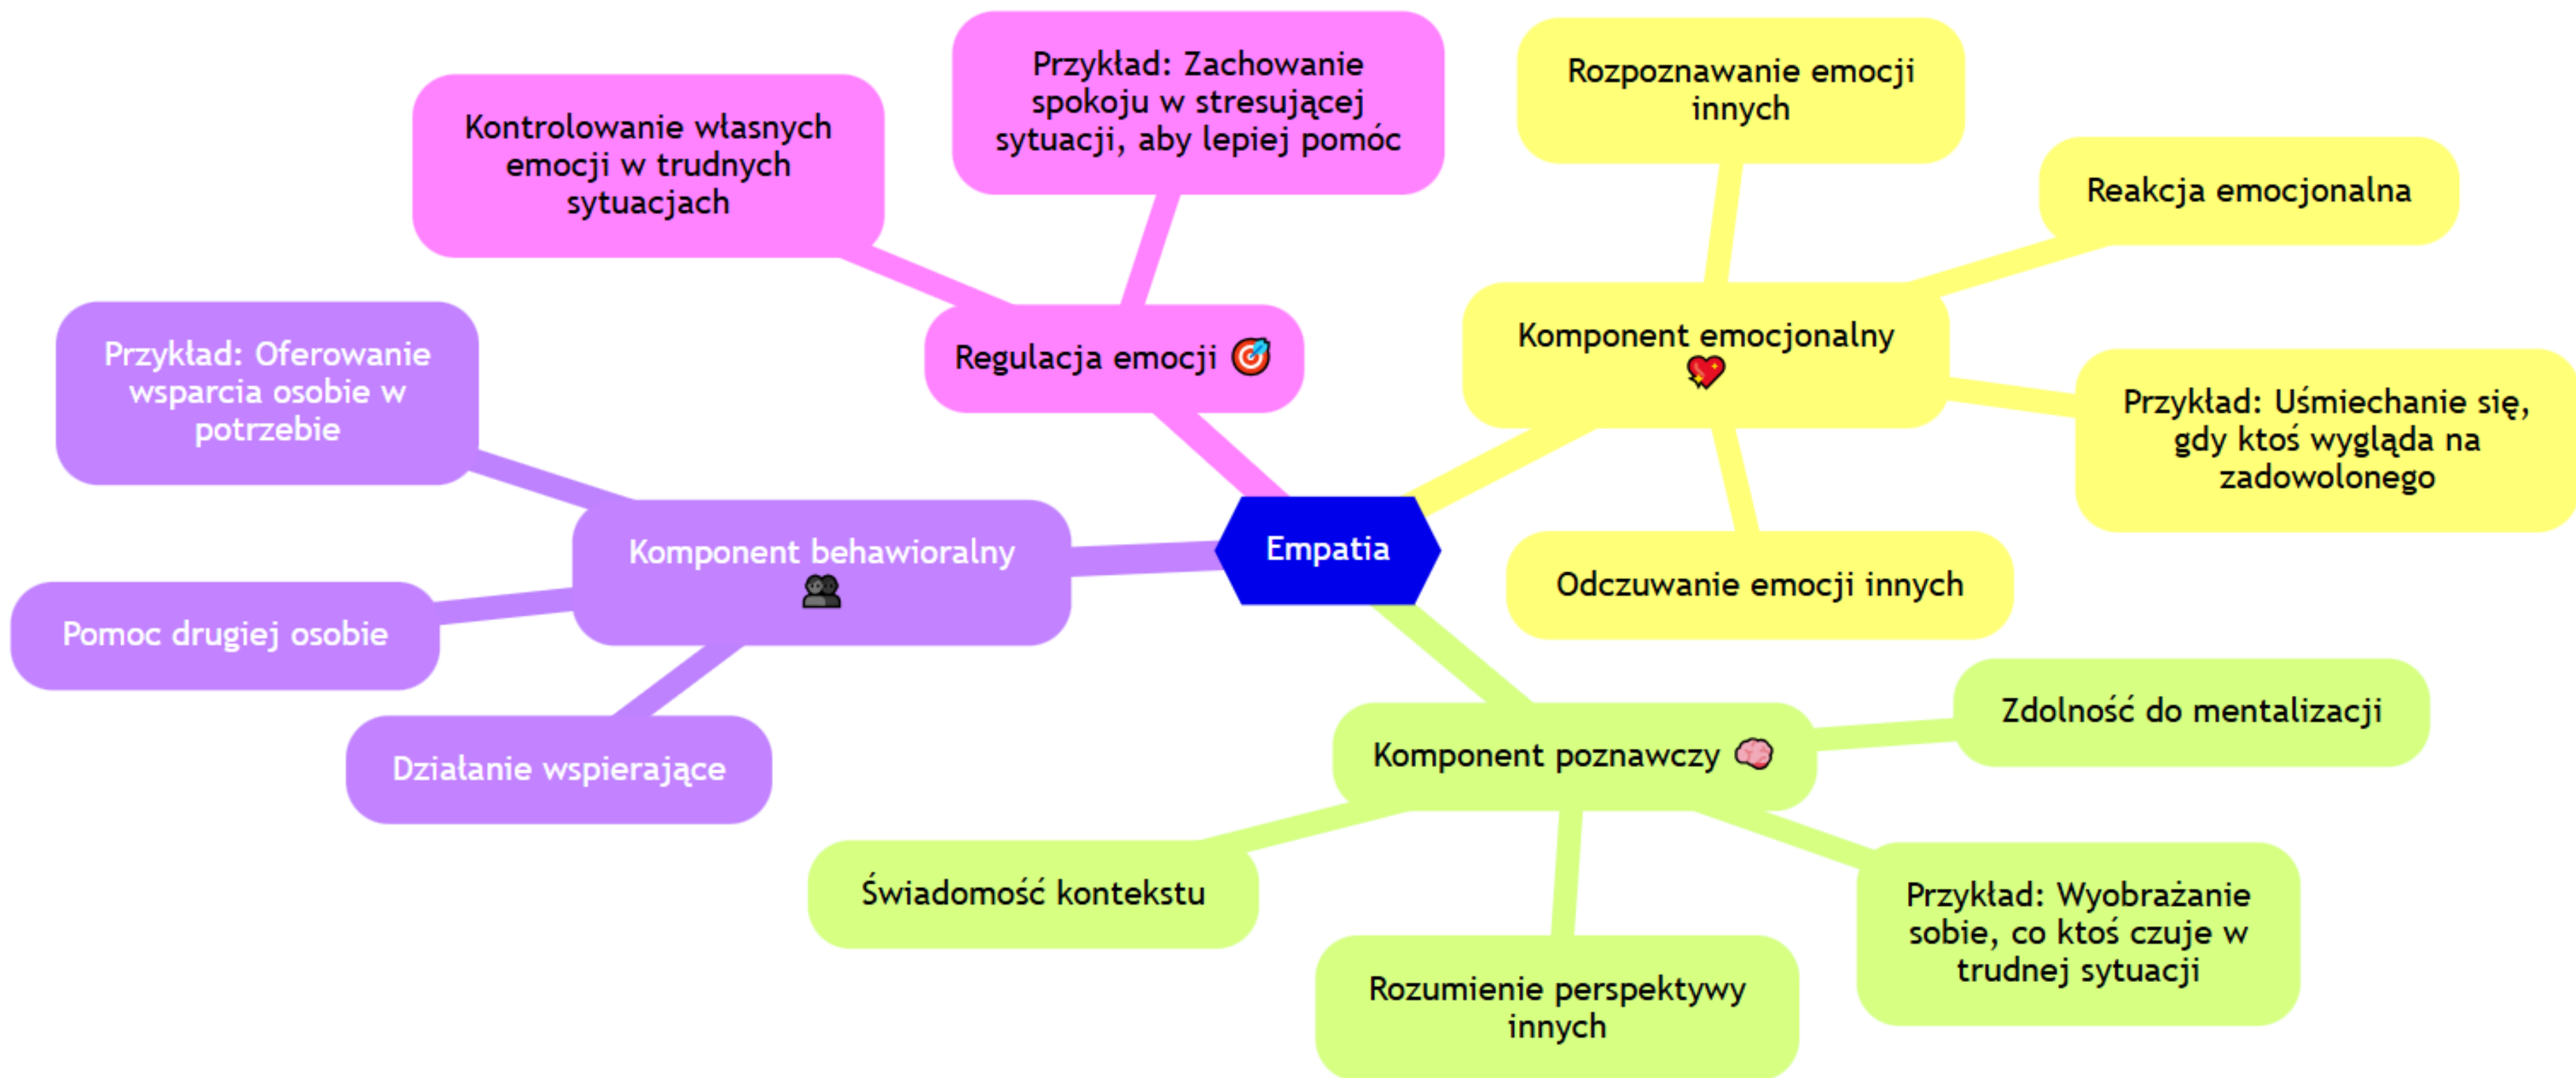 Empatia
Komponent emocjonalny
Rozpoznawanie emocji
innych
Reakcja emocjonalna
Przykład: Uśmiechanie się,
gdy ktoś wygląda na
zadowolonego
Odczuwanie emocji innych
Komponent poznawczy
Zdolność do mentalizacji
Przykład: Wyobrażanie
sobie, co ktoś czuje w
trudnej sytuacji
Rozumienie perspektywy
innych
Świadomość kontekstu
Komponent behawioralny
Działanie wspierające
Pomoc drugiej osobie
Przykład: Oferowanie
wsparcia osobie w
potrzebie
Regulacja emocji
Kontrolowanie własnych
emocji w trudnych
sytuacjach
Przykład: Zachowanie
spokoju w stresującej
sytuacji, aby lepiej pomóc